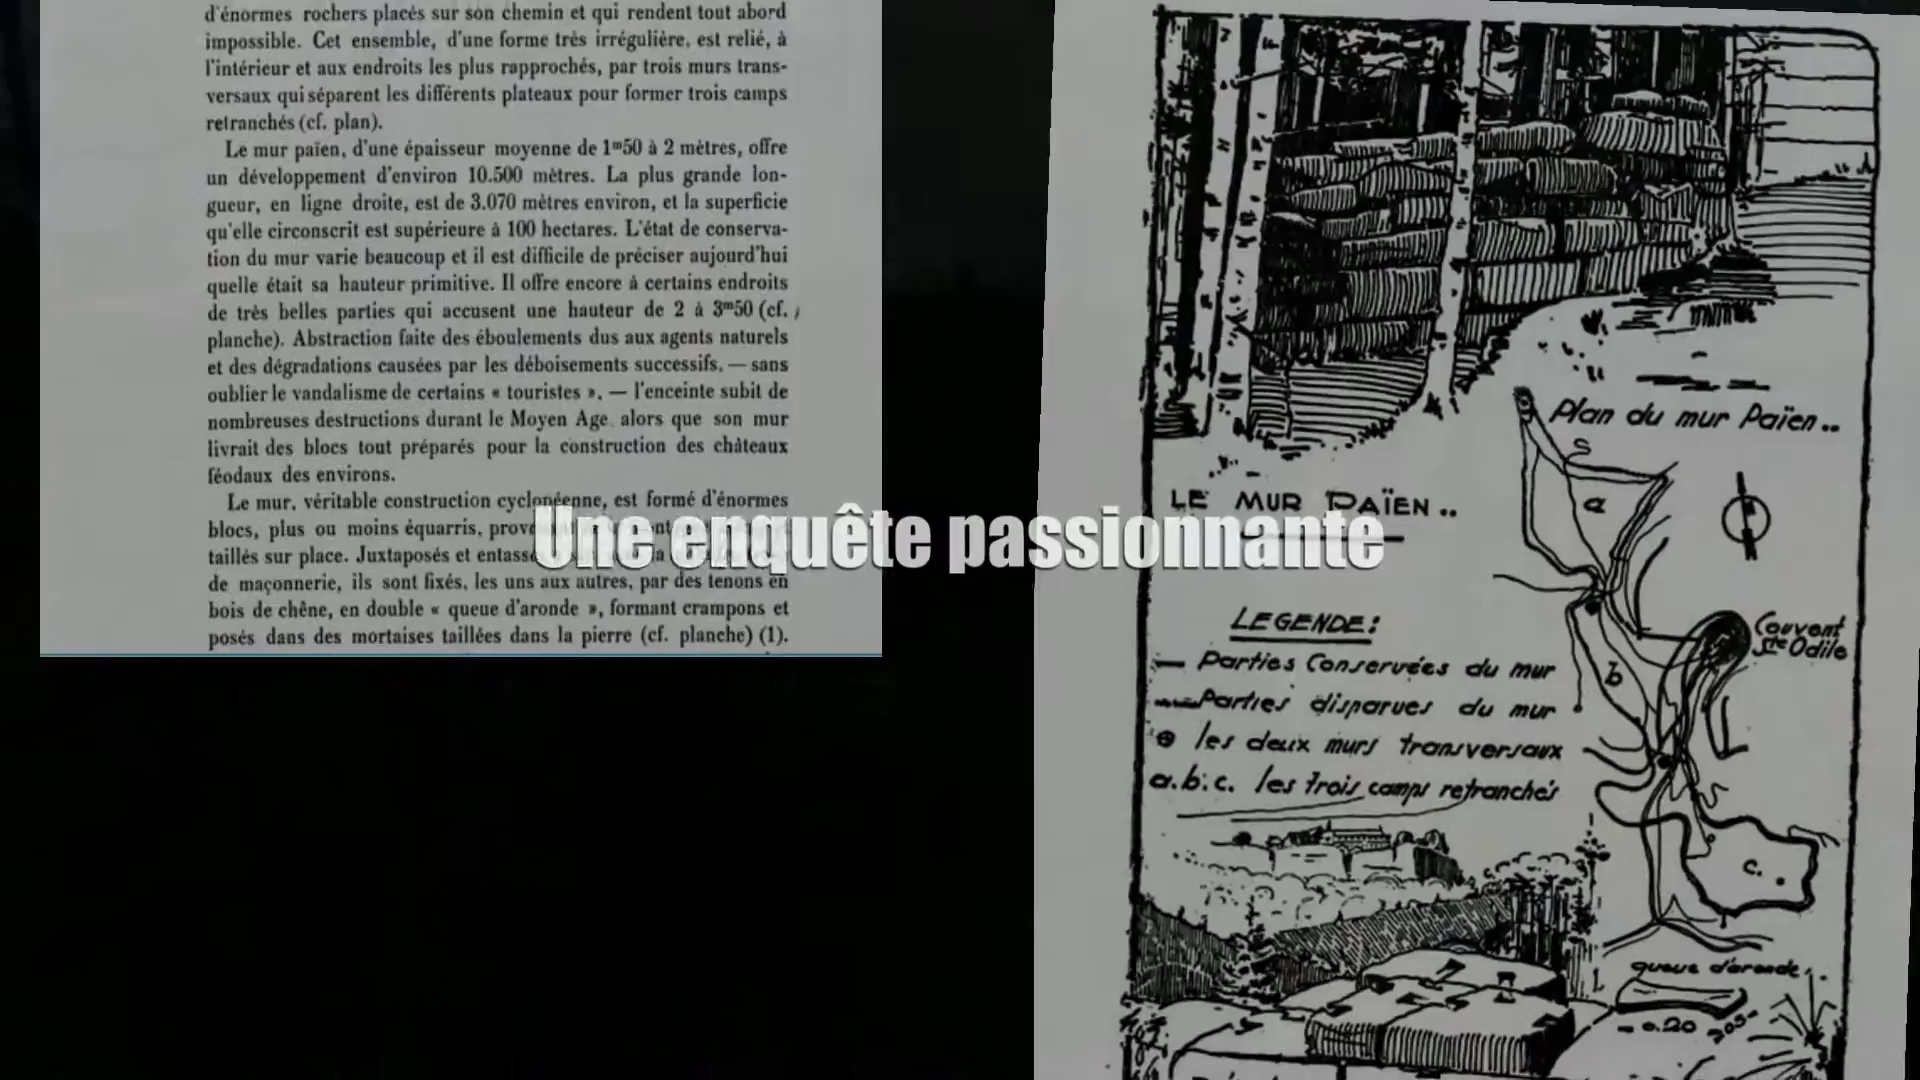 d'énormes rochers placés sur son chemin et qui rendent tout abord
impossible. Cet ensemble, d'une forme très irrégulière, est relié, à
l'intérieur et aux endroits les plus rapprochés, par trois murs trans-
versaux qui séparent les différents plateaux pour former trois camps
retranchés (cf. plan).
Le mur païen, d'une épaisseur moyenne de 1m50 à 2 mètres, offre
un développement d'environ 10.500 mètres. La plus grande lon-
gueur, en ligne droite, est de 3.070 mètres environ, et la superficie
qu'elle circonscrit est supérieure à 100 hectares. L'état de conserva-
tion du mur varie beaucoup et il est difficile de préciser aujourd'hui
quelle était sa hauteur primitive. Il offre encore à certains endroits
de très belles parties qui accusent une hauteur de 2 à 3m50 (cf.
planche). Abstraction faite des éboulements dus aux agents naturels
et des dégradations causées par les déboisements successifs, — sans
oublier le vandalisme de certains « touristes », — l'enceinte subit de
nombreuses destructions durant le Moyen Age alors que son mur
livrait des blocs tout préparés pour la construction des châteaux
féodaux des environs.
Le mur, véritable construction cyclopéenne, est formé d'énormes
blocs, plus ou moins équarris,
taillés sur place. Juxtaposés et
de maçonnerie, ils sont fixés, les uns aux autres, par des tenons en
bois de chêne, en double « queue d'aronde », formant crampons et
posés dans des mortaises taillées dans la pierre (cf. planche) (1).
Une enquête passionnante
Plan du mur Païen..
LE MUR PAÏEN..
a
LEGENDE:
Parties Conservées du mur
Parties disparues du mur
les deux murs transversaux
a.b.c. les trois camps retranchés
Couvent
Ste Odile
b
c.
queue d'aronde
0.20